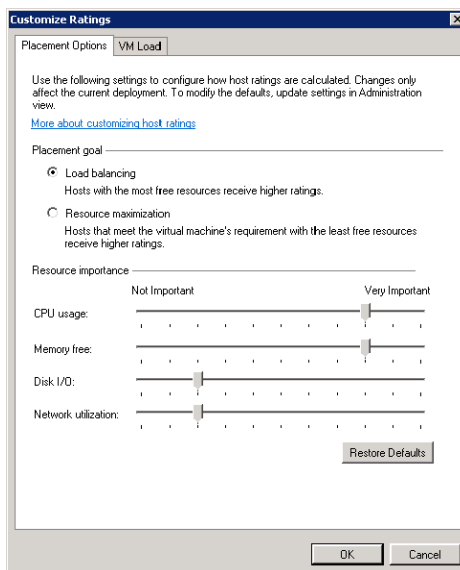 Customize Ratings
Placement Options
VM Load
Use the following settings to configure how host ratings are calculated. Changes only
affect the current deployment. To modify the defaults, update settings in Administration
view.
More about customizing host ratings
Placement goal
Load balancing
Hosts with the most free resources receive higher ratings.
Resource maximization
Hosts that meet the virtual machine's requirement with the least free resources
receive higher ratings.
Resource importance
Not Important Very Important
CPU usage:
Memory free:
Disk I/O:
Network utilization:
Restore Defaults
OK Cancel